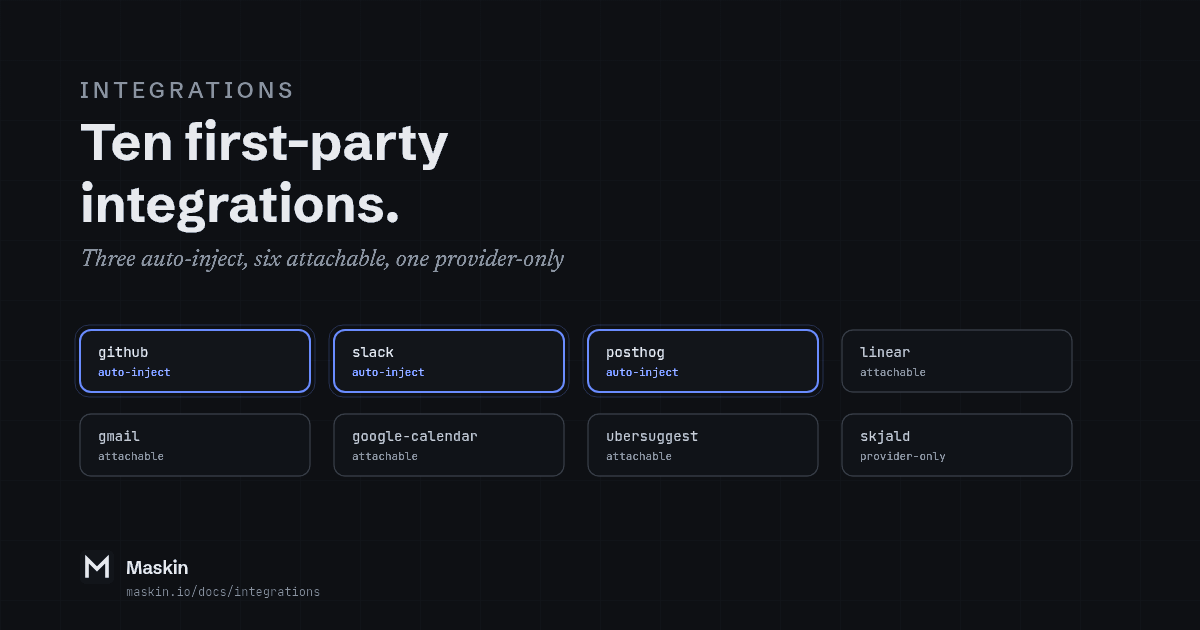 INTEGRATIONS
Ten first-party
integrations.
Three auto-inject, six attachable, one provider-only
github
auto-inject
slack
auto-inject
posthog
auto-inject
linear
attachable
gmail
attachable
google-calendar
attachable
ubersuggest
attachable
skjald
provider-only
Maskin
maskin.io/docs/integrations